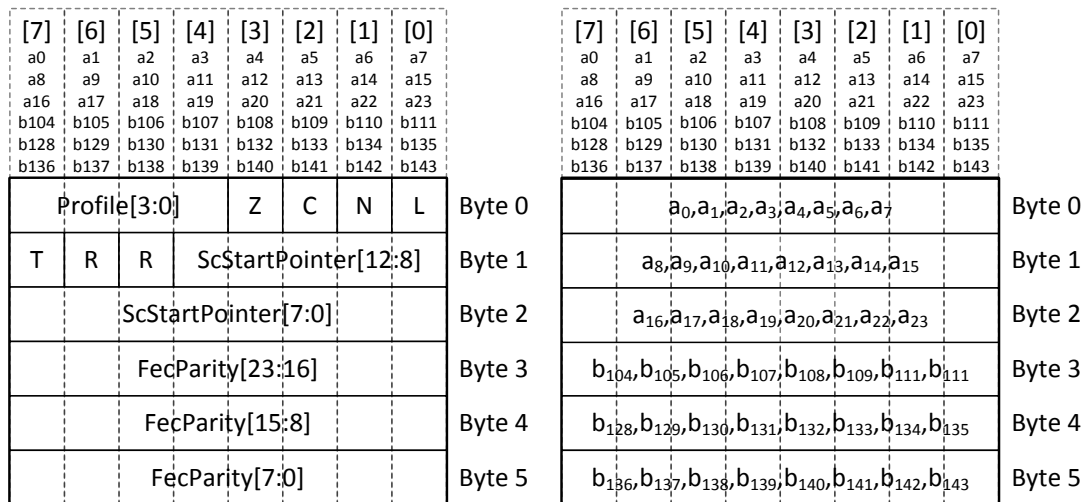 [7] [6] [5] [4] [3] [2] [1] [0]
a0 a1 a2 a3 a4 a5 a6 a7
a8 a9 a10 a11 a12 a13 a14 a15
a16 a17 a18 a19 a20 a21 a22 a23
b104 b105 b106 b107 b108 b109 b110 b111
b128 b129 b130 b131 b132 b133 b134 b135
b136 b137 b138 b139 b140 b141 b142 b143
Profile[3:0] Z C N L Byte 0
T R R ScStartPointer[12:8] Byte 1
ScStartPointer[7:0] Byte 2
FecParity[23:16] Byte 3
FecParity[15:8] Byte 4
FecParity[7:0] Byte 5
[7] [6] [5] [4] [3] [2] [1] [0]
a0 a1 a2 a3 a4 a5 a6 a7
a8 a9 a10 a11 a12 a13 a14 a15
a16 a17 a18 a19 a20 a21 a22 a23
b104 b105 b106 b107 b108 b109 b110 b111
b128 b129 b130 b131 b132 b133 b134 b135
b136 b137 b138 b139 b140 b141 b142 b143
a₀,a₁,a₂,a₃,a₄,a₅,a₆,a₇ Byte 0
a₈,a₉,a₁₀,a₁₁,a₁₂,a₁₃,a₁₄,a₁₅ Byte 1
a₁₆,a₁₇,a₁₈,a₁₉,a₂₀,a₂₁,a₂₂,a₂₃ Byte 2
b₁₀₄,b₁₀₅,b₁₀₆,b₁₀₇,b₁₀₈,b₁₀₉,b₁₁₁,b₁₁₁ Byte 3
b₁₂₈,b₁₂₉,b₁₃₀,b₁₃₁,b₁₃₂,b₁₃₃,b₁₃₄,b₁₃₅ Byte 4
b₁₃₆,b₁₃₇,b₁₃₈,b₁₃₉,b₁₄₀,b₁₄₁,b₁₄₂,b₁₄₃ Byte 5